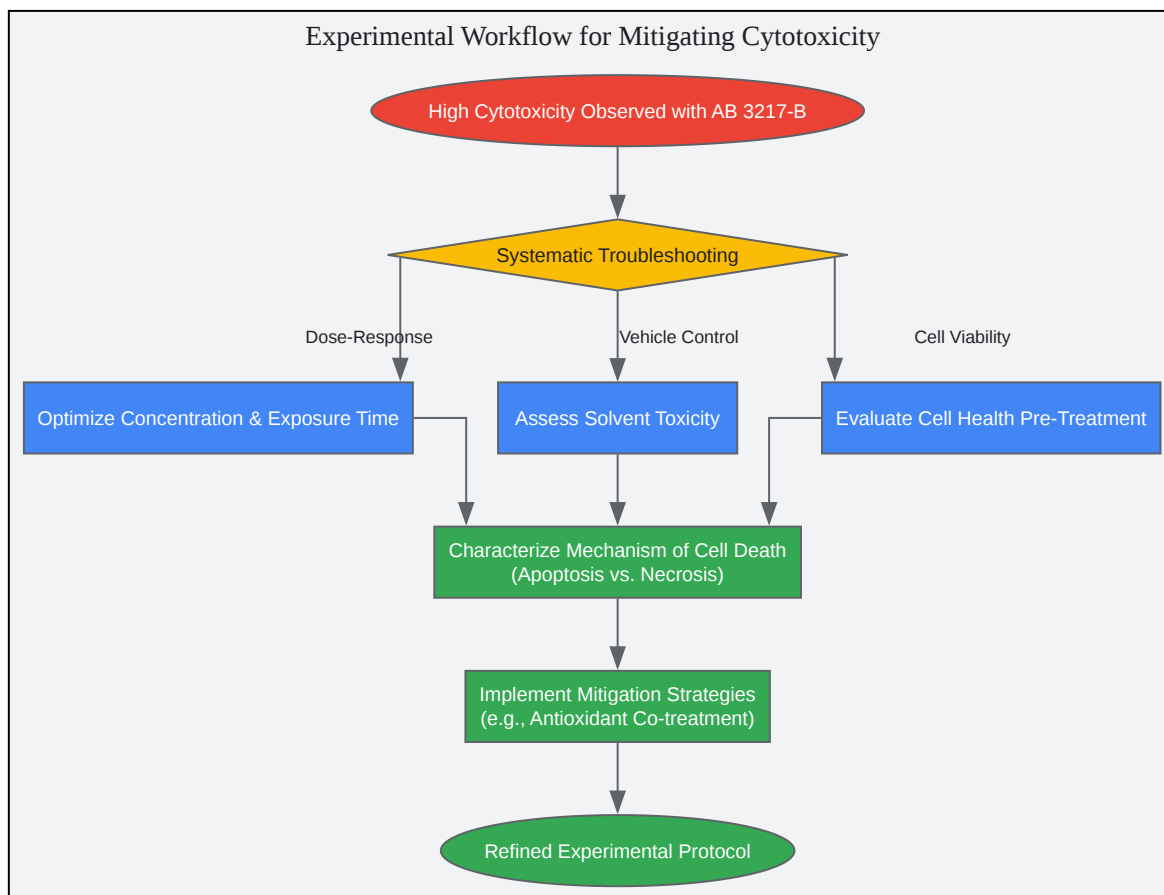 Experimental Workflow for Mitigating Cytotoxicity
High Cytotoxicity Observed with AB 3217-B
Systematic Troubleshooting
Dose-Response
Vehicle Control
Cell Viability
Optimize Concentration & Exposure Time
Assess Solvent Toxicity
Evaluate Cell Health Pre-Treatment
Characterize Mechanism of Cell Death
(Apoptosis vs. Necrosis)
Implement Mitigation Strategies
(e.g., Antioxidant Co-treatment)
Refined Experimental Protocol